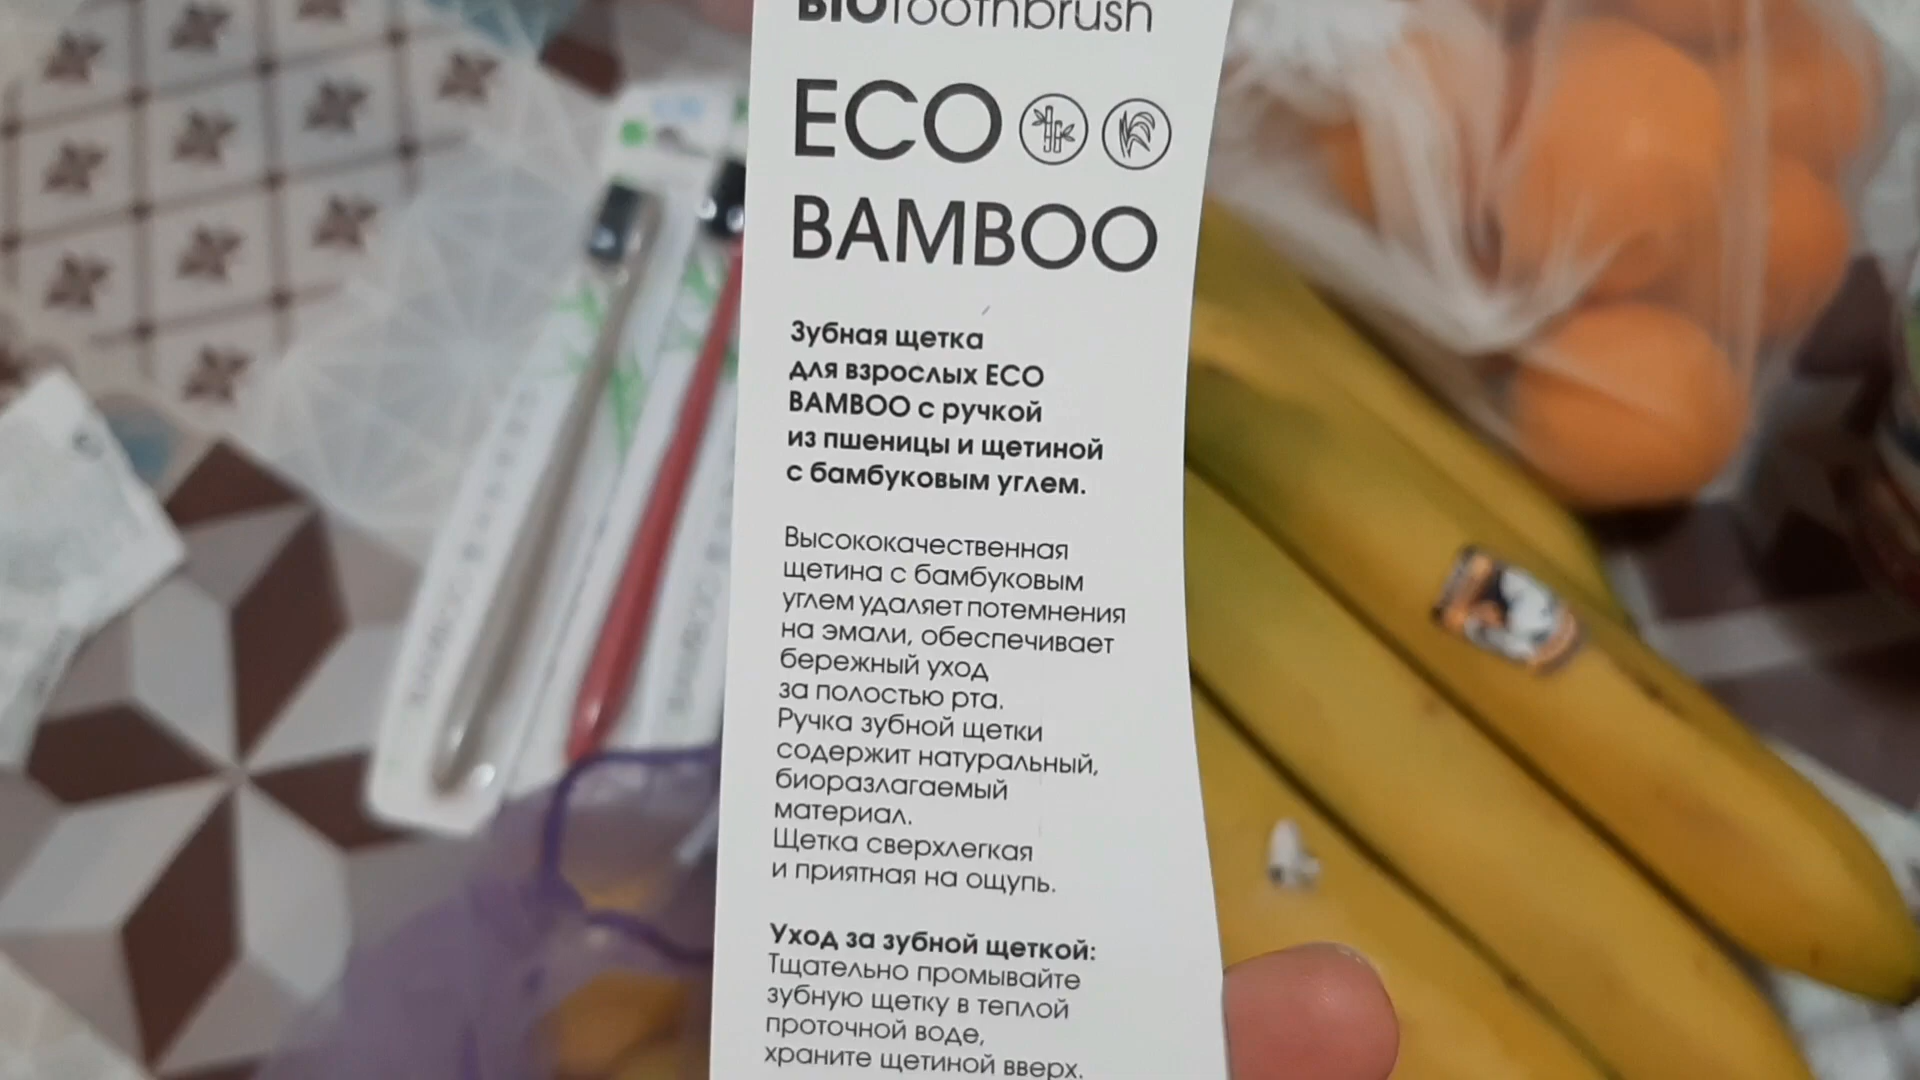 BIOToothbrush
ECO
BAMBOO
Зубная щетка
для взрослых ECO
BAMBOO с ручкой
из пшеницы и щетиной
с бамбуковым углем.
Высококачественная
щетина с бамбуковым
углем удаляет потемнения
на эмали, обеспечивает
бережный уход
за полостью рта.
Ручка зубной щетки
содержит натуральный,
биоразлагаемый
материал.
Щетка сверхлегкая
и приятная на ощупь.
Уход за зубной щеткой:
Тщательно промывайте
зубную щетку в теплой
проточной воде,
храните щетиной вверх.